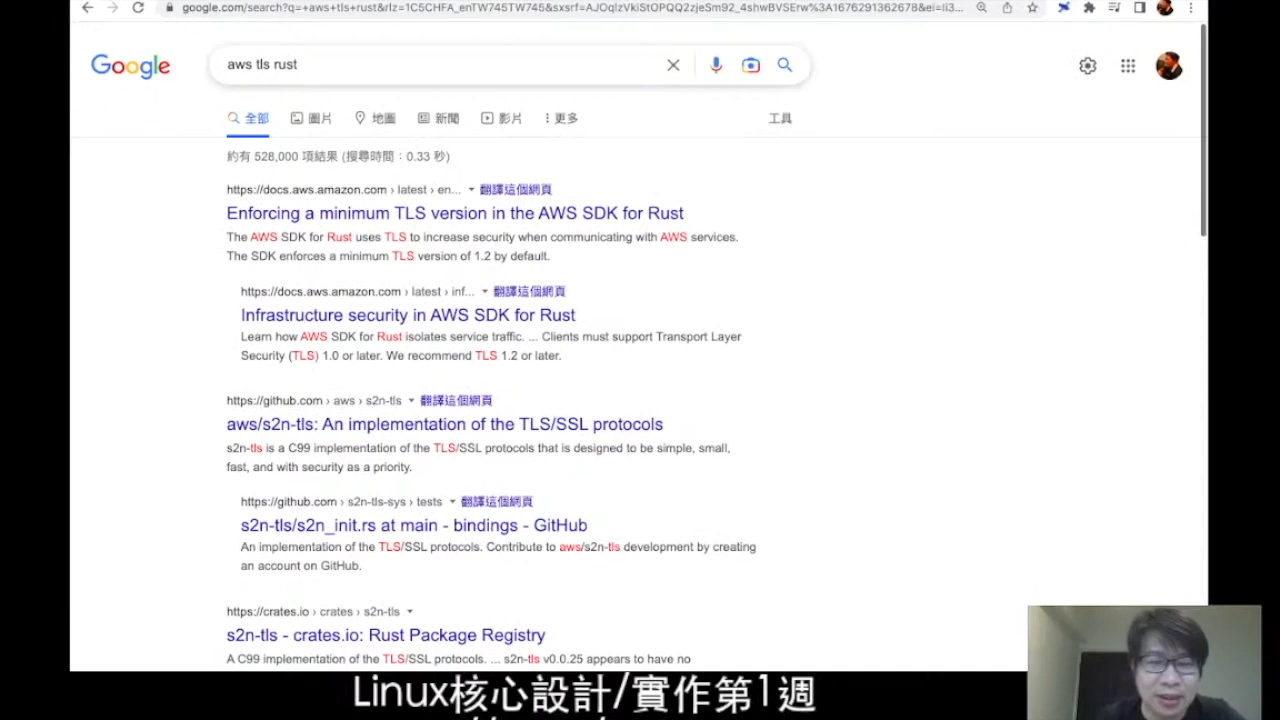 google.com/search?q=+aws+tls+rust&rlz=1C5CHFA_enTW745TW745&sxsrf=AJOqlzVkiStOPQQ2zjeSm92_4shwBVSErw%3A1676291362678&ei=Ii3...
Google
aws tls rust
全部 圖片 地圖 新聞 影片 更多 工具
約有 528,000 項結果 (搜尋時間：0.33 秒)
https://docs.aws.amazon.com › latest › en... 翻譯這個網頁
Enforcing a minimum TLS version in the AWS SDK for Rust
The AWS SDK for Rust uses TLS to increase security when communicating with AWS services.
The SDK enforces a minimum TLS version of 1.2 by default.
https://docs.aws.amazon.com › latest › inf... 翻譯這個網頁
Infrastructure security in AWS SDK for Rust
Learn how AWS SDK for Rust isolates service traffic. ... Clients must support Transport Layer
Security (TLS) 1.0 or later. We recommend TLS 1.2 or later.
https://github.com › aws › s2n-tls 翻譯這個網頁
aws/s2n-tls: An implementation of the TLS/SSL protocols
s2n-tls is a C99 implementation of the TLS/SSL protocols that is designed to be simple, small,
fast, and with security as a priority.
https://github.com › s2n-tls-sys › tests 翻譯這個網頁
s2n-tls/s2n_init.rs at main - bindings - GitHub
An implementation of the TLS/SSL protocols. Contribute to aws/s2n-tls development by creating
an account on GitHub.
https://crates.io › crates › s2n-tls
s2n-tls - crates.io: Rust Package Registry
A C99 implementation of the TLS/SSL protocols. ... s2n-tls v0.0.25 appears to have no
Linux核心設計/實作第1週